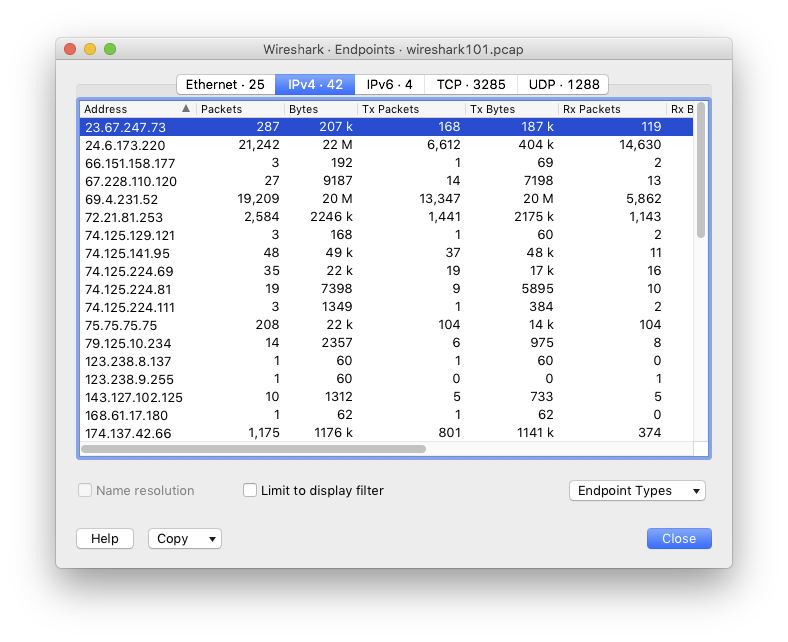 Wireshark · Endpoints · wireshark101.pcap
Ethernet · 25 IPv4 · 42 IPv6 · 4 TCP · 3285 UDP · 1288
Address Packets Bytes Tx Packets Tx Bytes Rx Packets Rx B
23.67.247.73 287 207 k 168 187 k 119
24.6.173.220 21,242 22 M 6,612 404 k 14,630
66.151.158.177 3 192 1 69 2
67.228.110.120 27 9187 14 7198 13
69.4.231.52 19,209 20 M 13,347 20 M 5,862
72.21.81.253 2,584 2246 k 1,441 2175 k 1,143
74.125.129.121 3 168 1 60 2
74.125.141.95 48 49 k 37 48 k 11
74.125.224.69 35 22 k 19 17 k 16
74.125.224.81 19 7398 9 5895 10
74.125.224.111 3 1349 1 384 2
75.75.75.75 208 22 k 104 14 k 104
79.125.10.234 14 2357 6 975 8
123.238.8.137 1 60 1 60 0
123.238.9.255 1 60 0 0 1
143.127.102.125 10 1312 5 733 5
168.61.17.180 1 62 1 62 0
174.137.42.66 1,175 1176 k 801 1141 k 374
Name resolution Limit to display filter Endpoint Types
Help Copy Close